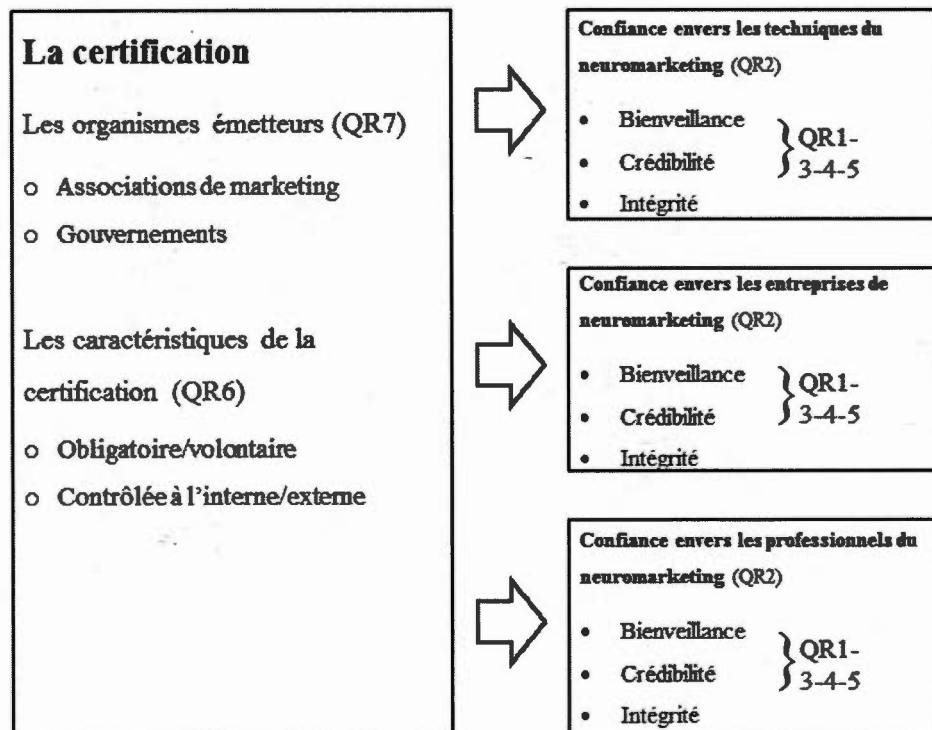 La certification
Les organismes émetteurs (QR7)
o Associations de marketing
o Gouvernements
Les caractéristiques de la
certification (QR6)
o Obligatoire/volontaire
o Contrôlée à l'interne/externe
Confiance envers les techniques du
neuromarketing (QR2)
• Bienveillance
• Crédibilité
• Intégrité
} QR1-
3-4-5
Confiance envers les entreprises de
neuromarketing (QR2)
• Bienveillance
• Crédibilité
• Intégrité
} QR1-
3-4-5
Confiance envers les professionnels du
neuromarketing (QR2)
• Bienveillance
• Crédibilité
• Intégrité
} QR1-
3-4-5